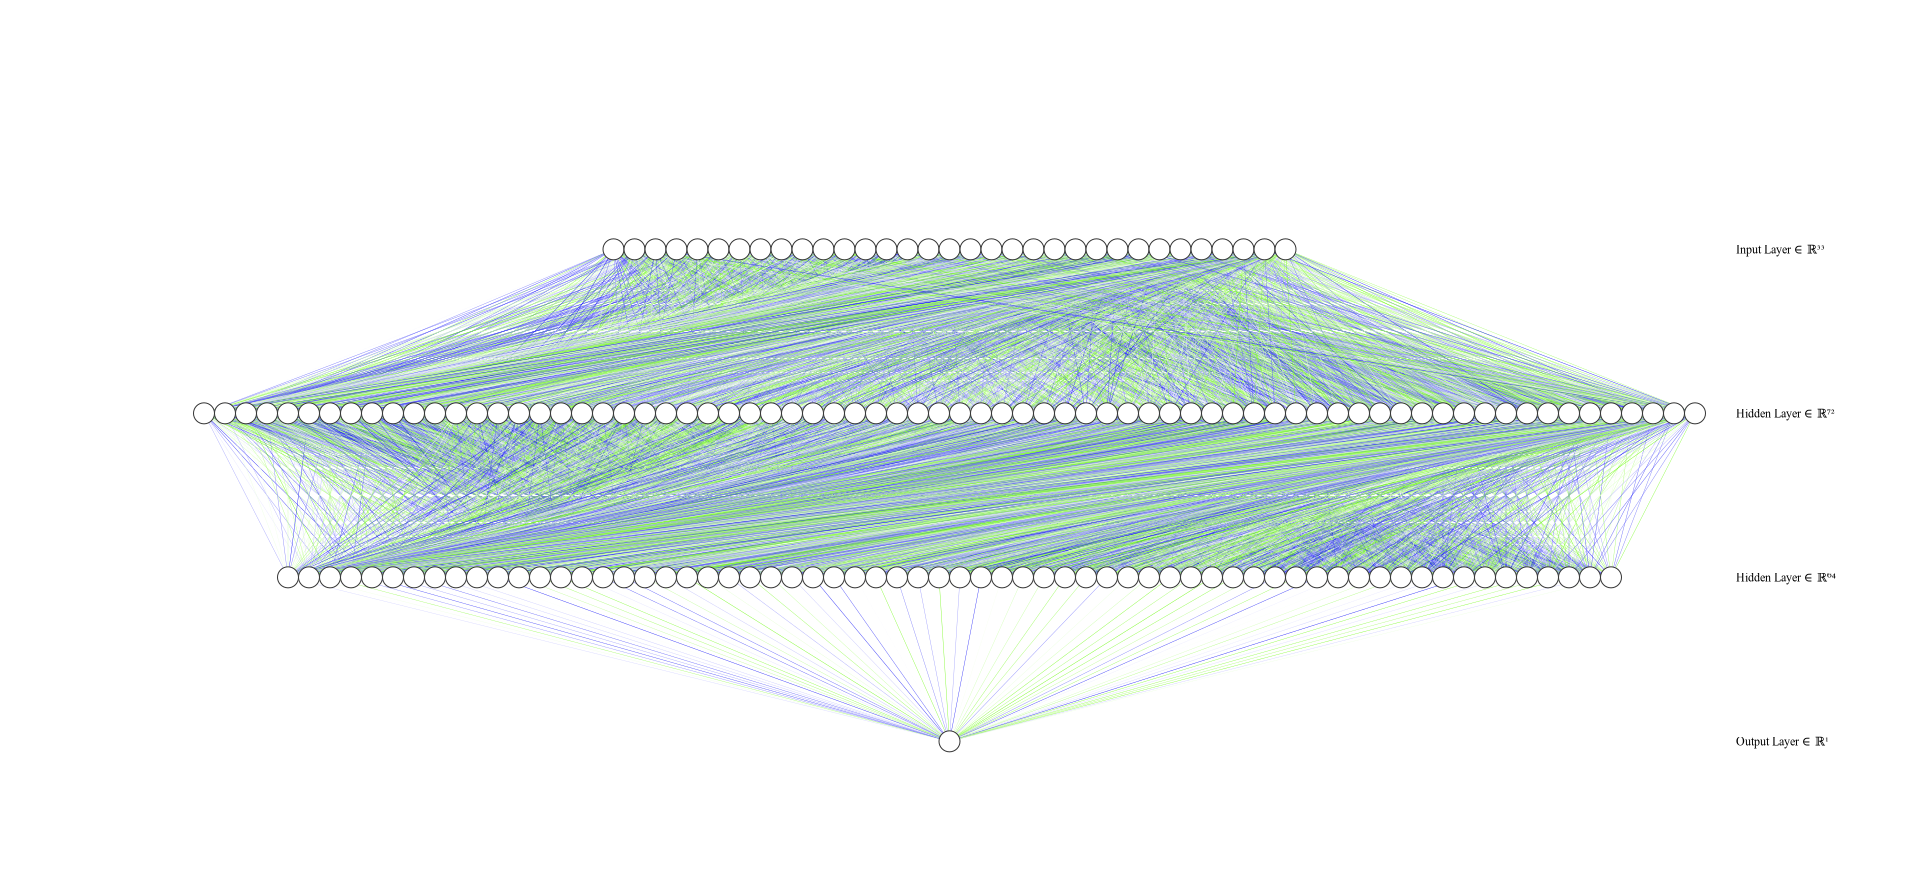 Input Layer ∈ ℝ³³
Hidden Layer ∈ ℝ⁷²
Hidden Layer ∈ ℝ⁶⁴
Output Layer ∈ ℝ¹